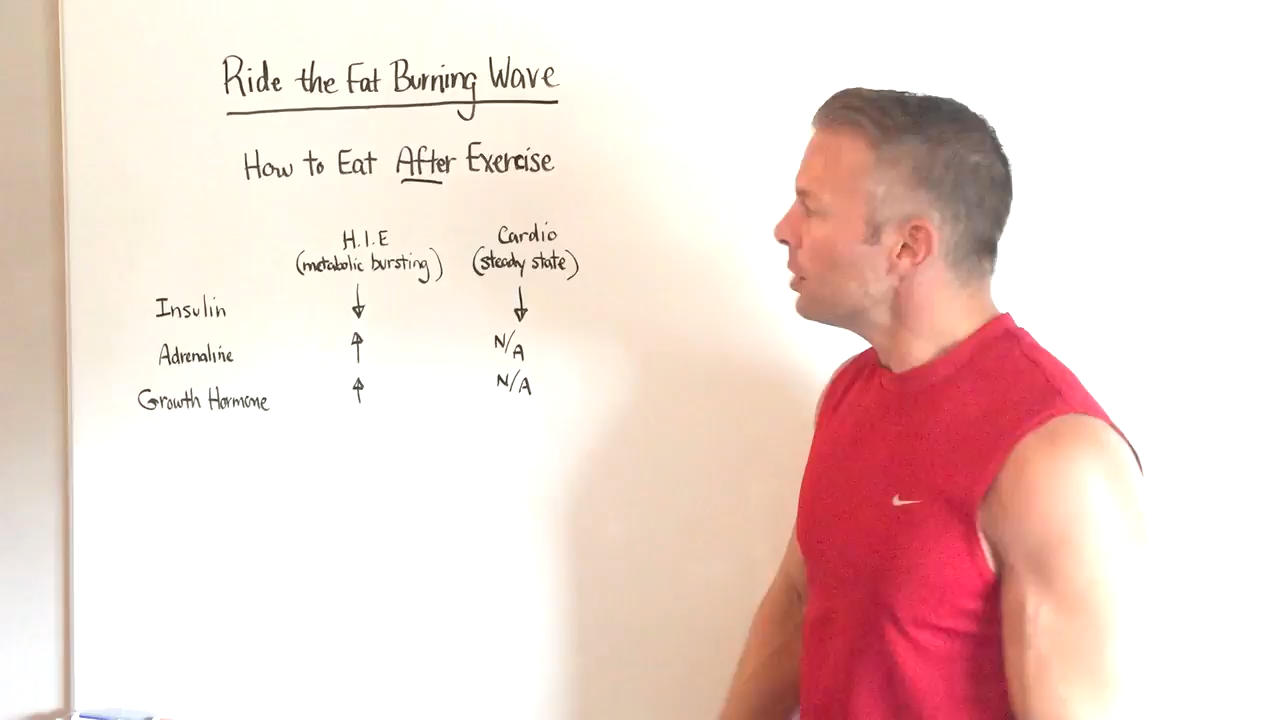 Ride the Fat Burning Wave
How to Eat After Exercise
H.I.E Cardio
(metabolic bursting) (steady state)
Insulin ↓ ↓
Adrenaline ↑ N/A
Growth Hormone ↑ N/A